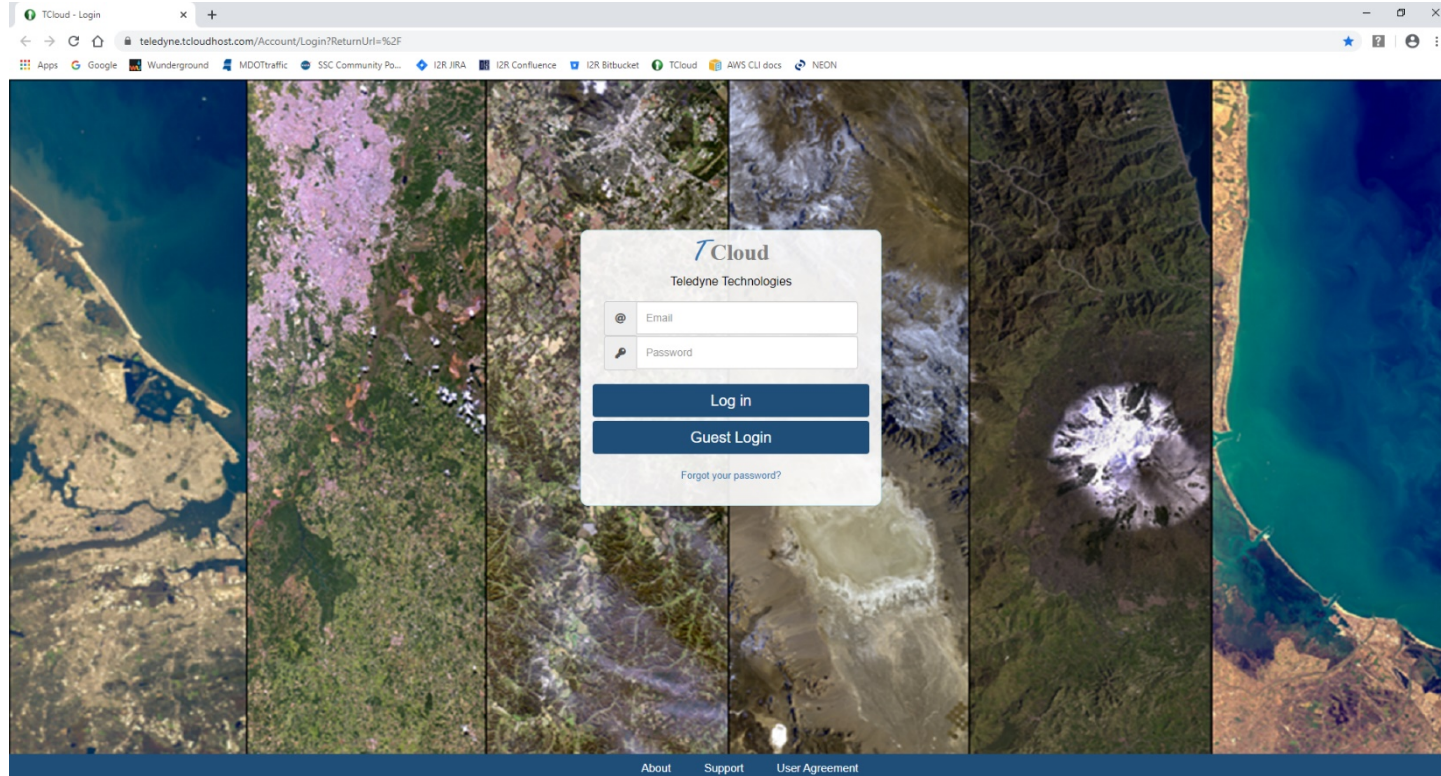 TCloud - Login
teledyne.tcloudhost.com/Account/Login?ReturnUrl=%2F
Apps Google Wunderground MDOTtraffic SSC Community Po... I2R JIRA I2R Confluence I2R Bitbucket TCloud AWS CLI docs NEON
TCloud
Teledyne Technologies
@ Email
Password
Log in
Guest Login
Forgot your password?
About Support User Agreement